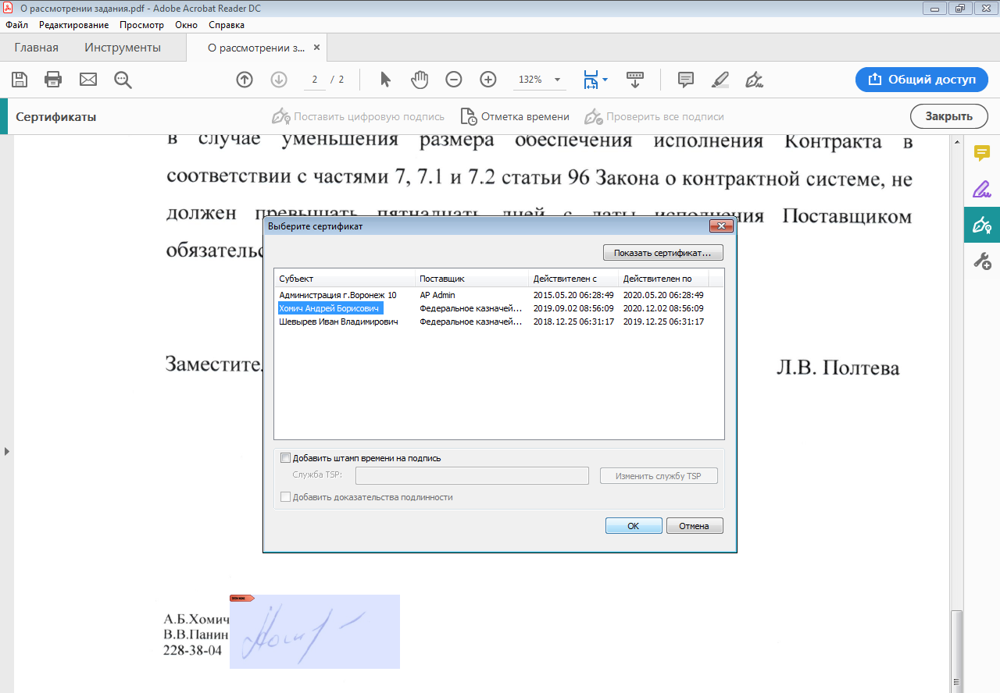 О рассмотрении задания.pdf - Adobe Acrobat Reader DC
Файл Редактирование Просмотр Окно Справка
Главная Инструменты О рассмотрении з... ×
2 / 2 132% Общий доступ
Сертификаты Поставить цифровую подпись Отметка времени Проверить все подписи Закрыть
в случае уменьшения размера обеспечения исполнения Контракта в
соответствии с частями 7, 7.1 и 7.2 статьи 96 Закона о контрактной системе, не
должен превышать пятнадцать дней с даты исполнения Поставщиком
обязательс
Выберите сертификат
Показать сертификат...
Субъект Поставщик Действителен с Действителен по
Администрация г.Воронеж 10 AP Admin 2015.05.20 06:28:49 2020.05.20 06:28:49
Хомич Андрей Борисович Федеральное казначей... 2019.09.02 08:56:09 2020.12.02 08:56:09
Шевырев Иван Владимирович Федеральное казначей... 2018.12.25 06:31:17 2019.12.25 06:31:17
Заместите Л.В. Полтева
Добавить штамп времени на подпись
Служба TSP: Изменить службу TSP
Добавить доказательства подлинности
OK Отмена
А.Б.Хомич
В.В.Панин
228-38-04